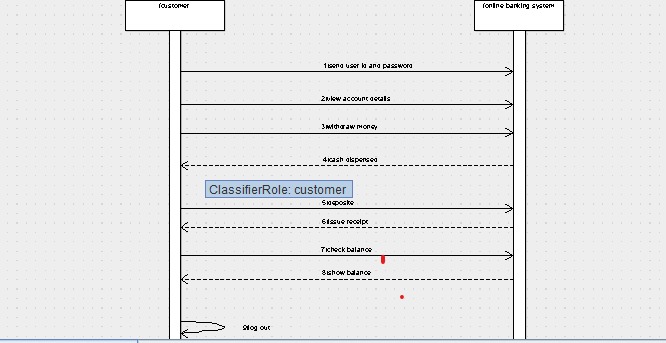 /customer
/online banking system
1:send user id and password
2:view account details
3:withdraw money
4:cash dispensed
ClassifierRole: customer
5:deposite
6:issue receipt
7:check balance
8:show balance
9:log out